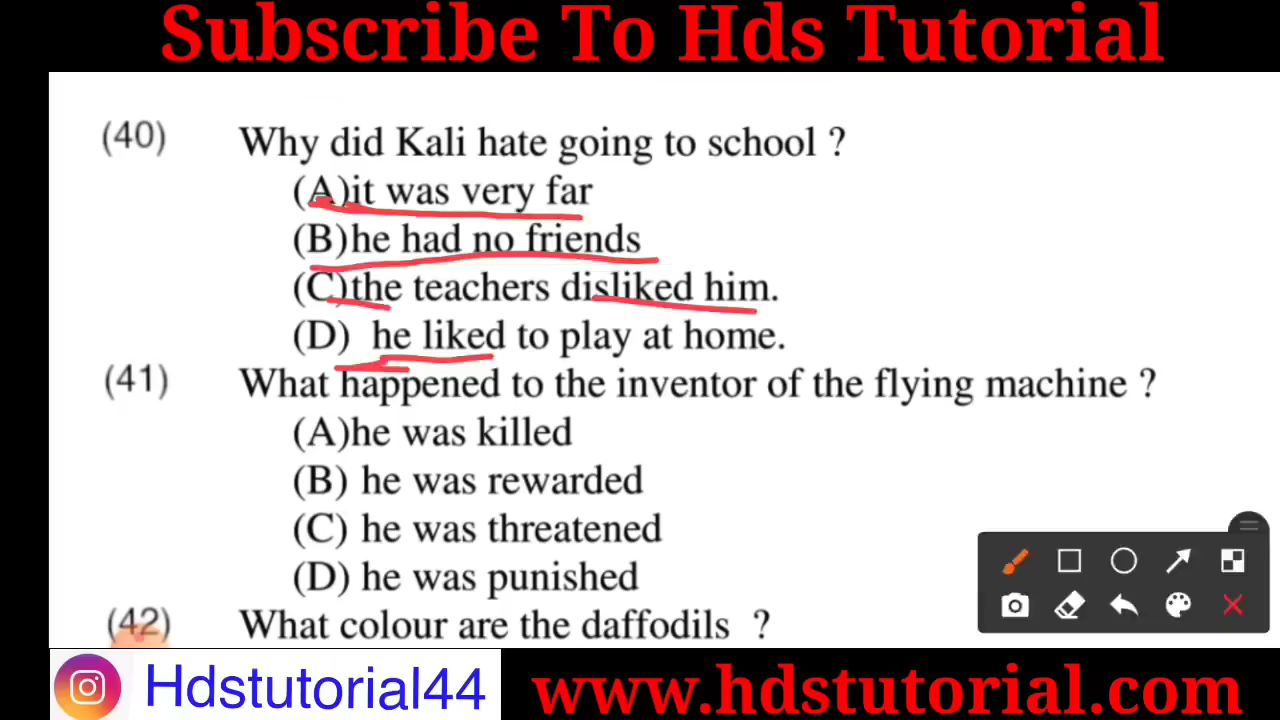 Subscribe To Hds Tutorial
(40) Why did Kali hate going to school ?
(A)it was very far
(B)he had no friends
(C)the teachers disliked him.
(D) he liked to play at home.
(41) What happened to the inventor of the flying machine ?
(A)he was killed
(B) he was rewarded
(C) he was threatened
(D) he was punished
(42) What colour are the daffodils ?
Hdstutorial44 www.hdstutorial.com